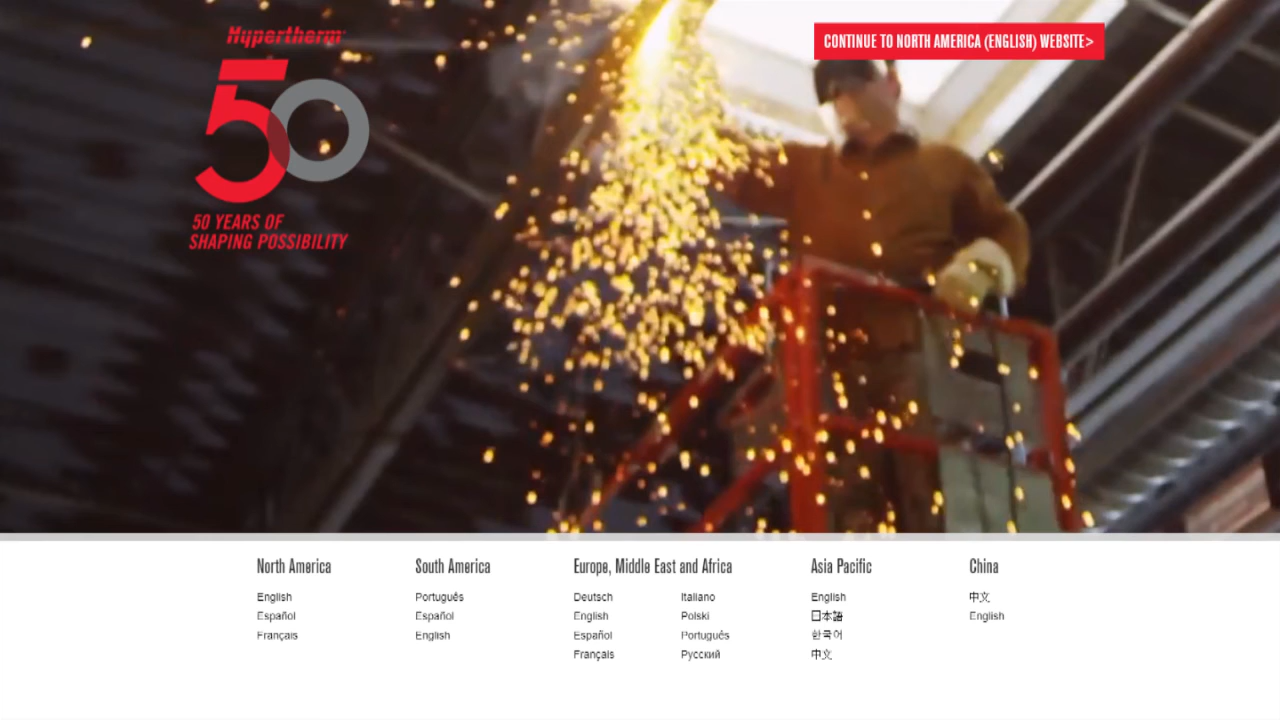 Hypertherm
CONTINUE TO NORTH AMERICA (ENGLISH) WEBSITE>
50
50 YEARS OF
SHAPING POSSIBILITY
North America
English
Español
Français
South America
Português
Español
English
Europe, Middle East and Africa
Deutsch
English
Español
Français
Italiano
Polski
Português
Русский
Asia Pacific
English
日本語
한국어
中文
China
中文
English